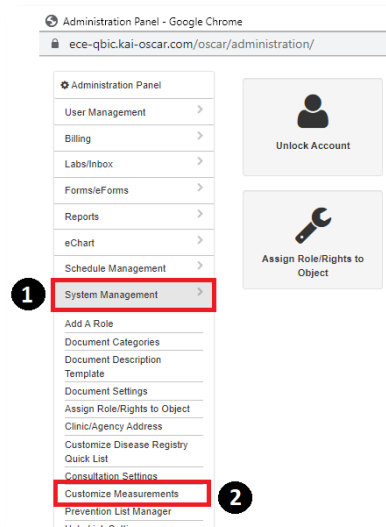 Administration Panel - Google Chrome
ece-qbic.kai-oscar.com/oscar/administration/
Administration Panel
User Management
Billing
Labs/Inbox
Forms/eForms
Reports
eChart
Schedule Management
1
System Management
Add A Role
Document Categories
Document Description
Template
Document Settings
Assign Role/Rights to Object
Clinic/Agency Address
Customize Disease Registry
Quick List
Consultation Settings
Customize Measurements
2
Prevention List Manager
Unlock Account
Assign Role/Rights to
Object